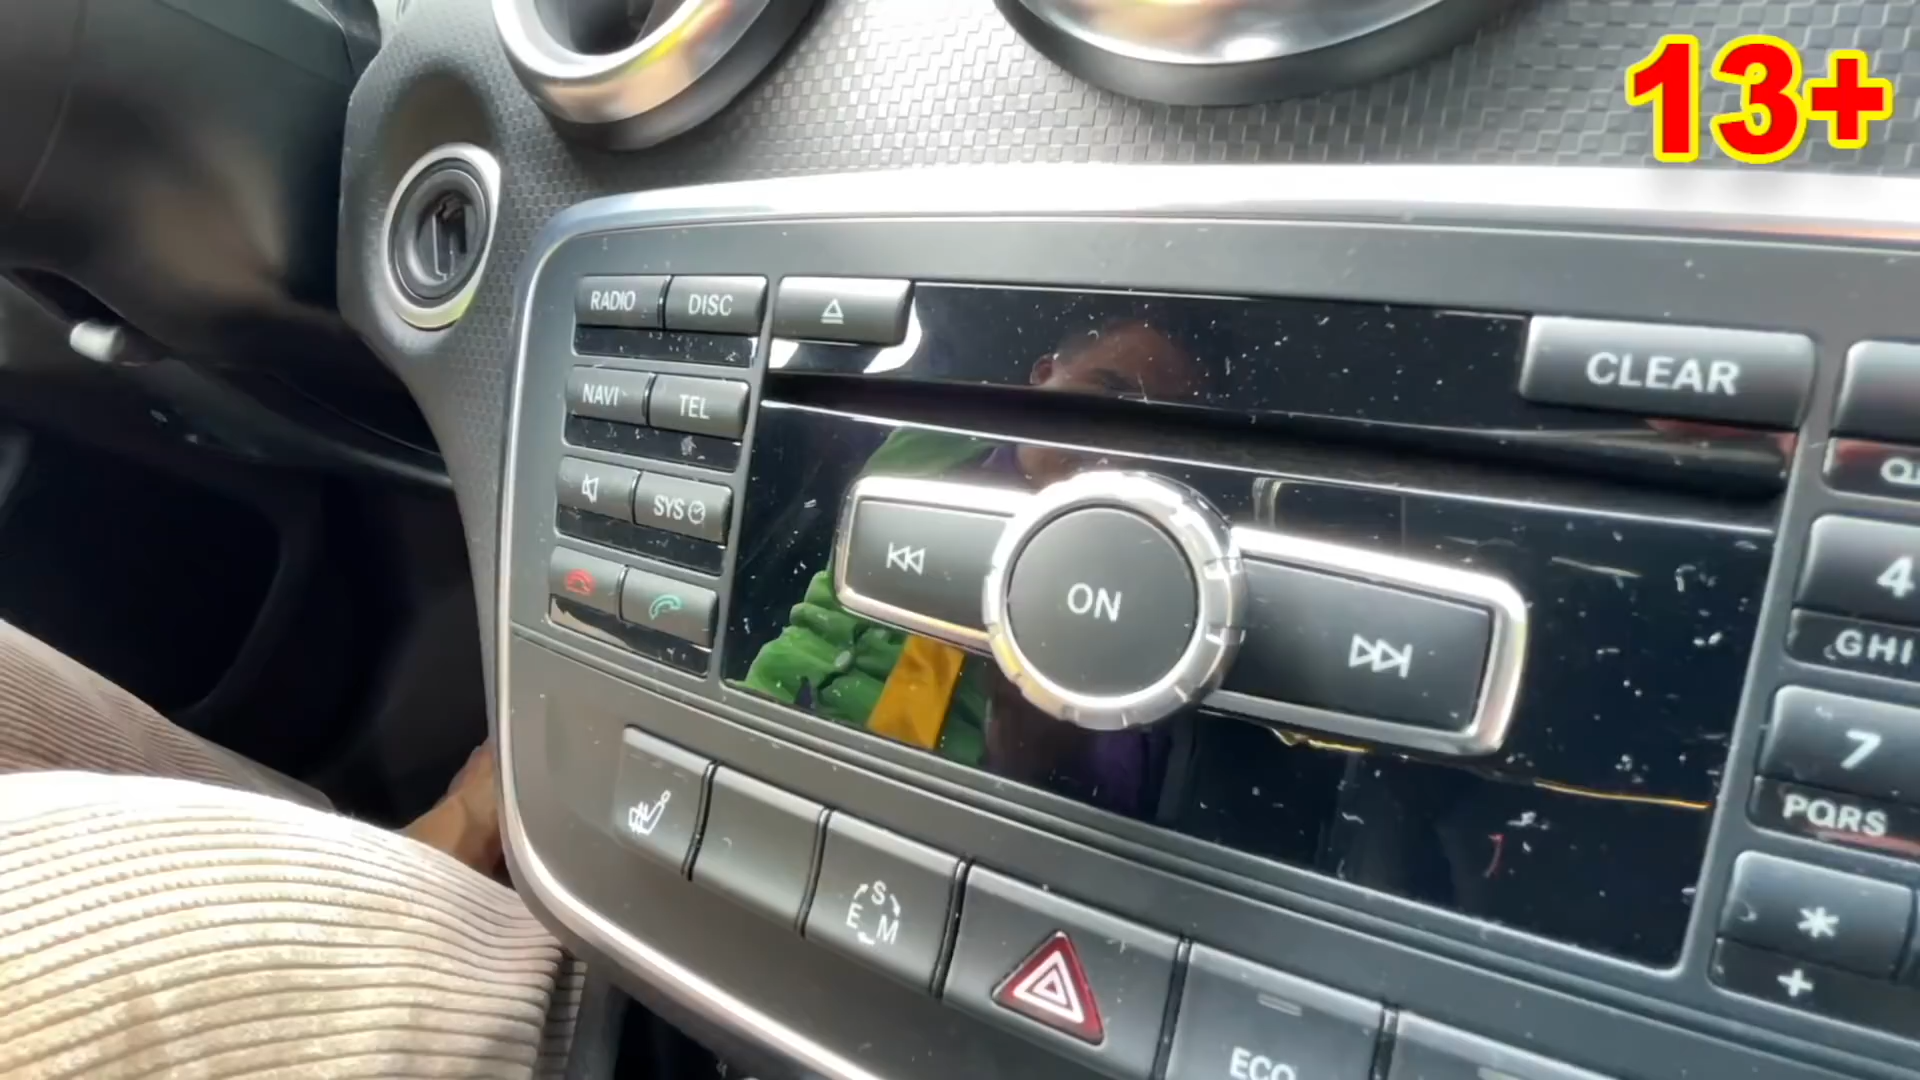 13+
RADIO DISC
CLEAR
NAVI TEL
SYS
ON
4
GHI
7
PQRS
S
E M
*
+
ECO